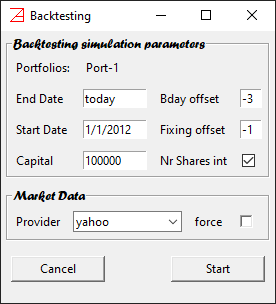 Backtesting
Backtesting simulation parameters
Portfolios: Port-1
End Date today Bday offset -3
Start Date 1/1/2012 Fixing offset -1
Capital 100000 Nr Shares int
Market Data
Provider yahoo force
Cancel Start